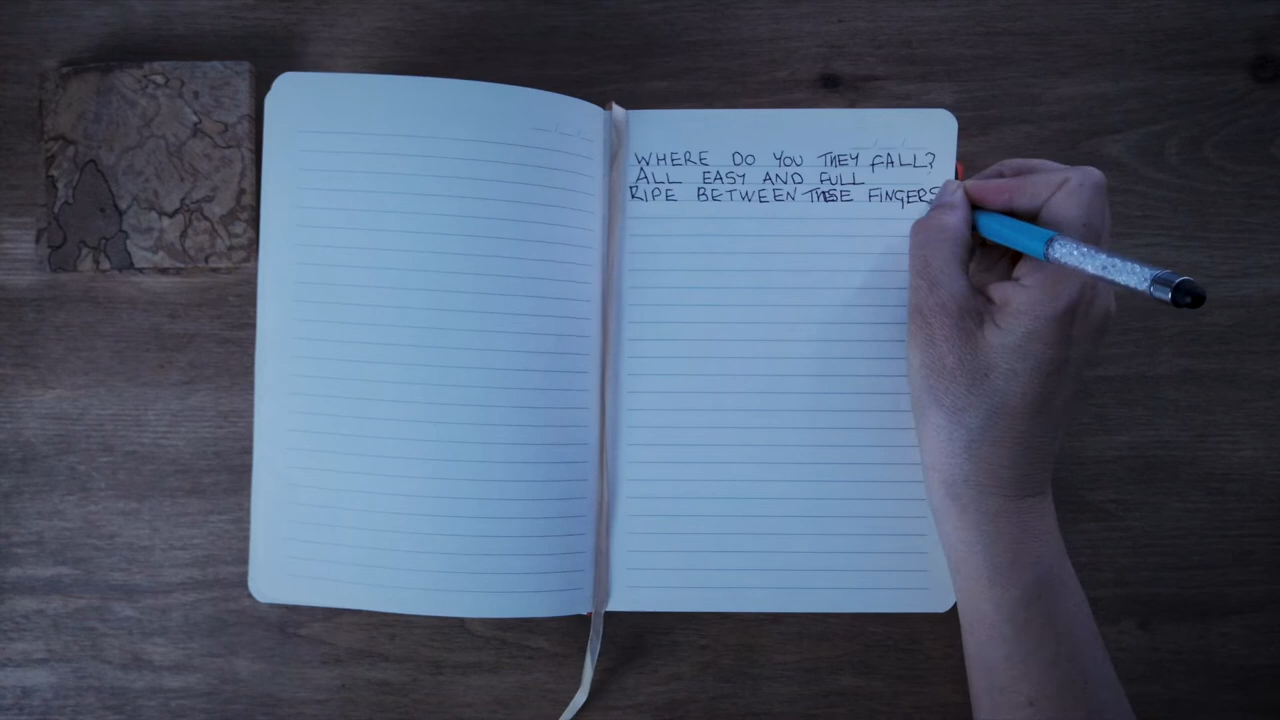 WHERE DO YOU THEY FALL?
ALL EASY AND FULL
RIPE BETWEEN THESE FINGERS